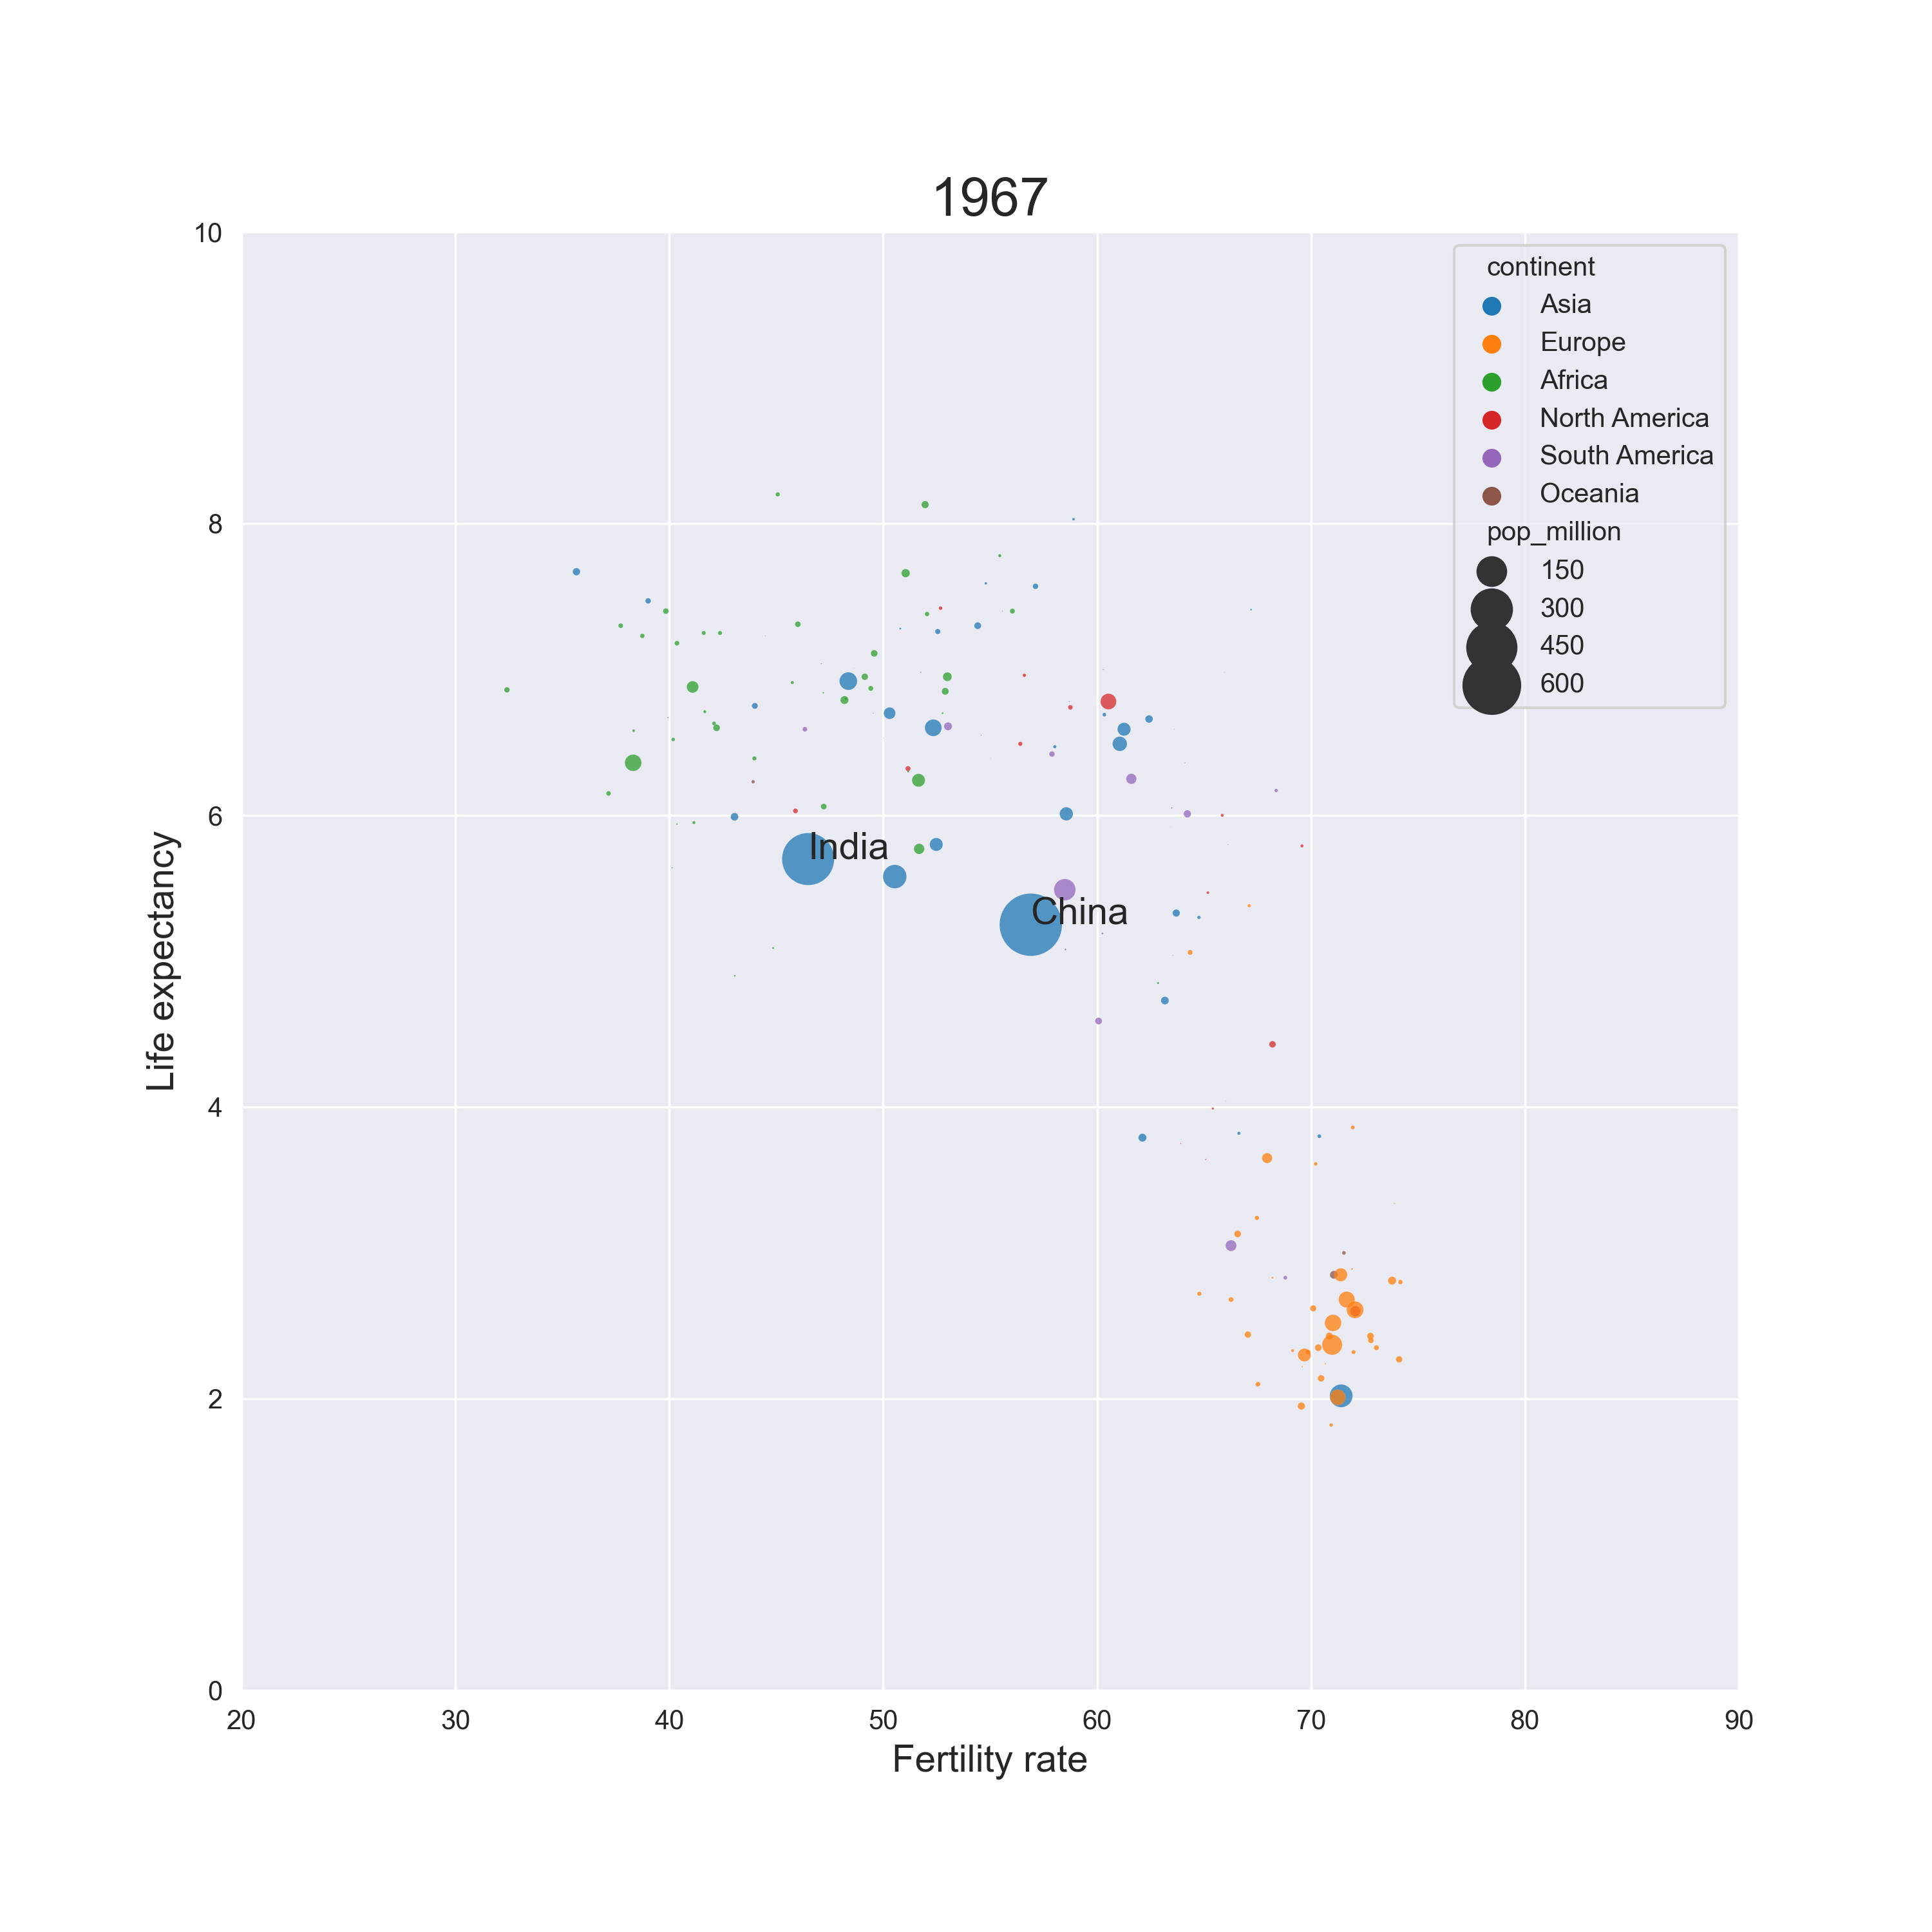 1967
10
8
6
4
2
0
Life expectancy
continent
Asia
Europe
Africa
North America
South America
Oceania
pop_million
150
300
450
600
India
China
20 30 40 50 60 70 80 90
Fertility rate